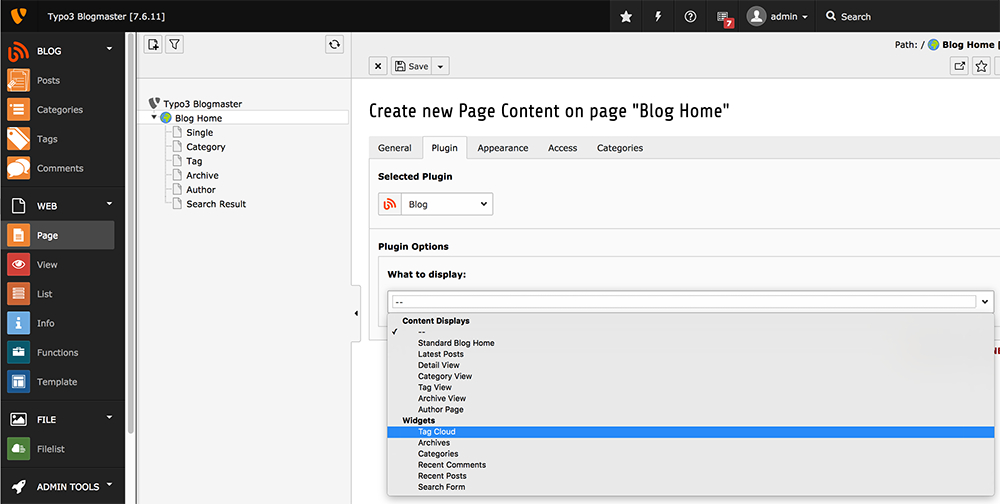 Typo3 Blogmaster [7.6.11]
7
admin
Search
BLOG
Posts
Categories
Tags
Comments
WEB
Page
View
List
Info
Functions
Template
FILE
Filelist
ADMIN TOOLS
Typo3 Blogmaster
Blog Home
Single
Category
Tag
Archive
Author
Search Result
Path: / Blog Home [
Save
Create new Page Content on page "Blog Home"
General Plugin Appearance Access Categories
Selected Plugin
Blog
Plugin Options
What to display:
--
Content Displays
--
Standard Blog Home
Latest Posts
Detail View
Category View
Tag View
Archive View
Author Page
Widgets
Tag Cloud
Archives
Categories
Recent Comments
Recent Posts
Search Form